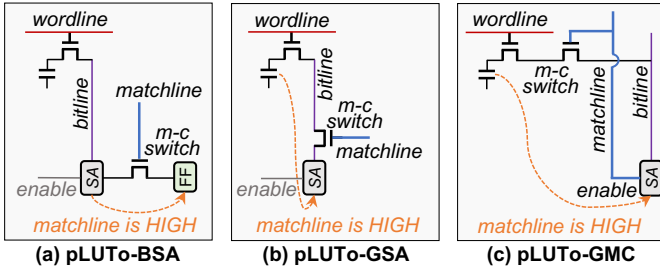 wordline
bitline
matchline
m-c
switch
enable
SA
FF
matchline is HIGH
(a) pLUTo-BSA
wordline
bitline
m-c
switch
matchline
enable
SA
matchline is HIGH
(b) pLUTo-GSA
wordline
m-c
switch
matchline
bitline
enable
SA
matchline is HIGH
(c) pLUTo-GMC